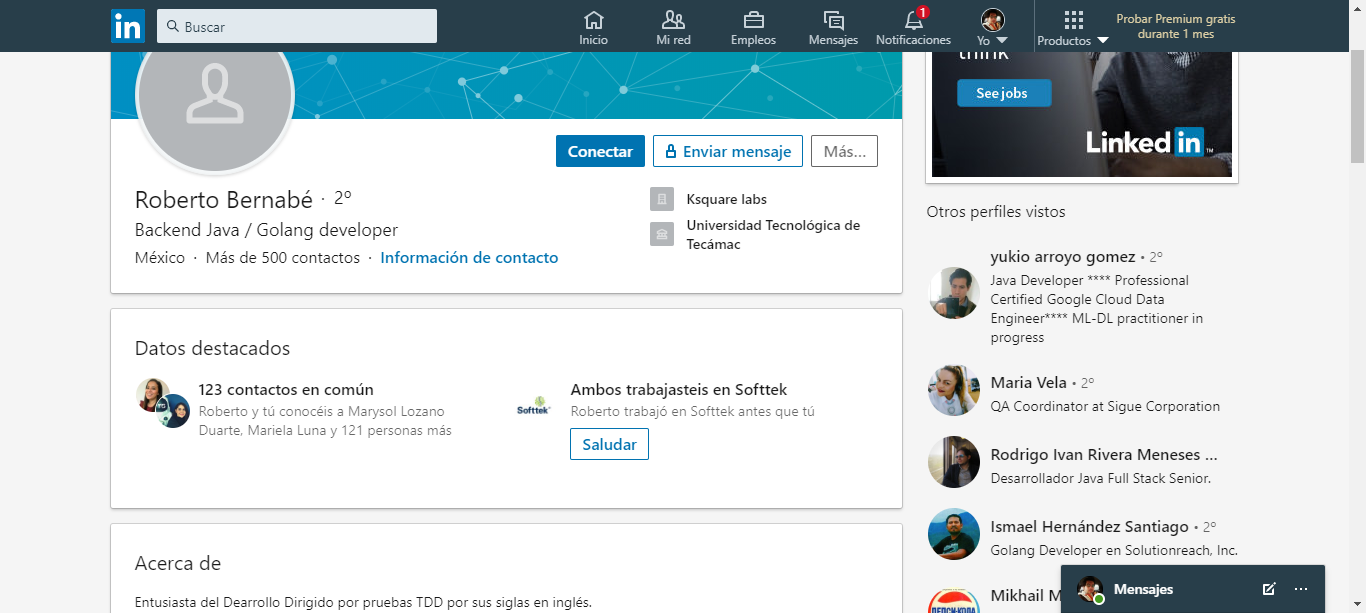 in
Buscar
Inicio
Mi red
Empleos
Mensajes
1
Notificaciones
Yo
Productos
Probar Premium gratis
durante 1 mes
think
See jobs
Linked in ™
Conectar
Enviar mensaje
Más...
Roberto Bernabé · 2º
Backend Java / Golang developer
México · Más de 500 contactos · Información de contacto
Ksquare labs
Universidad Tecnológica de
Tecámac
Datos destacados
123 contactos en común
Roberto y tú conocéis a Marysol Lozano
Duarte, Mariela Luna y 121 personas más
Softtek
Ambos trabajasteis en Softtek
Roberto trabajó en Softtek antes que tú
Saludar
Acerca de
Entusiasta del Dearrollo Dirigido por pruebas TDD por sus siglas en inglés.
Otros perfiles vistos
yukio arroyo gomez • 2º
Java Developer **** Professional
Certified Google Cloud Data
Engineer**** ML-DL practitioner in
progress
Maria Vela • 2º
QA Coordinator at Sigue Corporation
Rodrigo Ivan Rivera Meneses ...
Desarrollador Java Full Stack Senior.
Ismael Hernández Santiago • 2º
Golang Developer en Solutionreach, Inc.
Mikhail M
Mensajes